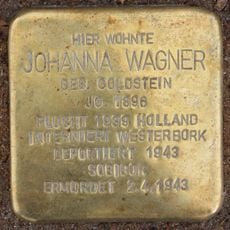 HIER WOHNTE
JOHANNA WAGNER
GEB. GOLDSTEIN
JG. 1896
FLUCHT 1939 HOLLAND
INTERNIERT WESTERBORK
DEPORTIERT 1943
SOBIBOR
ERMORDET 2.4.1943